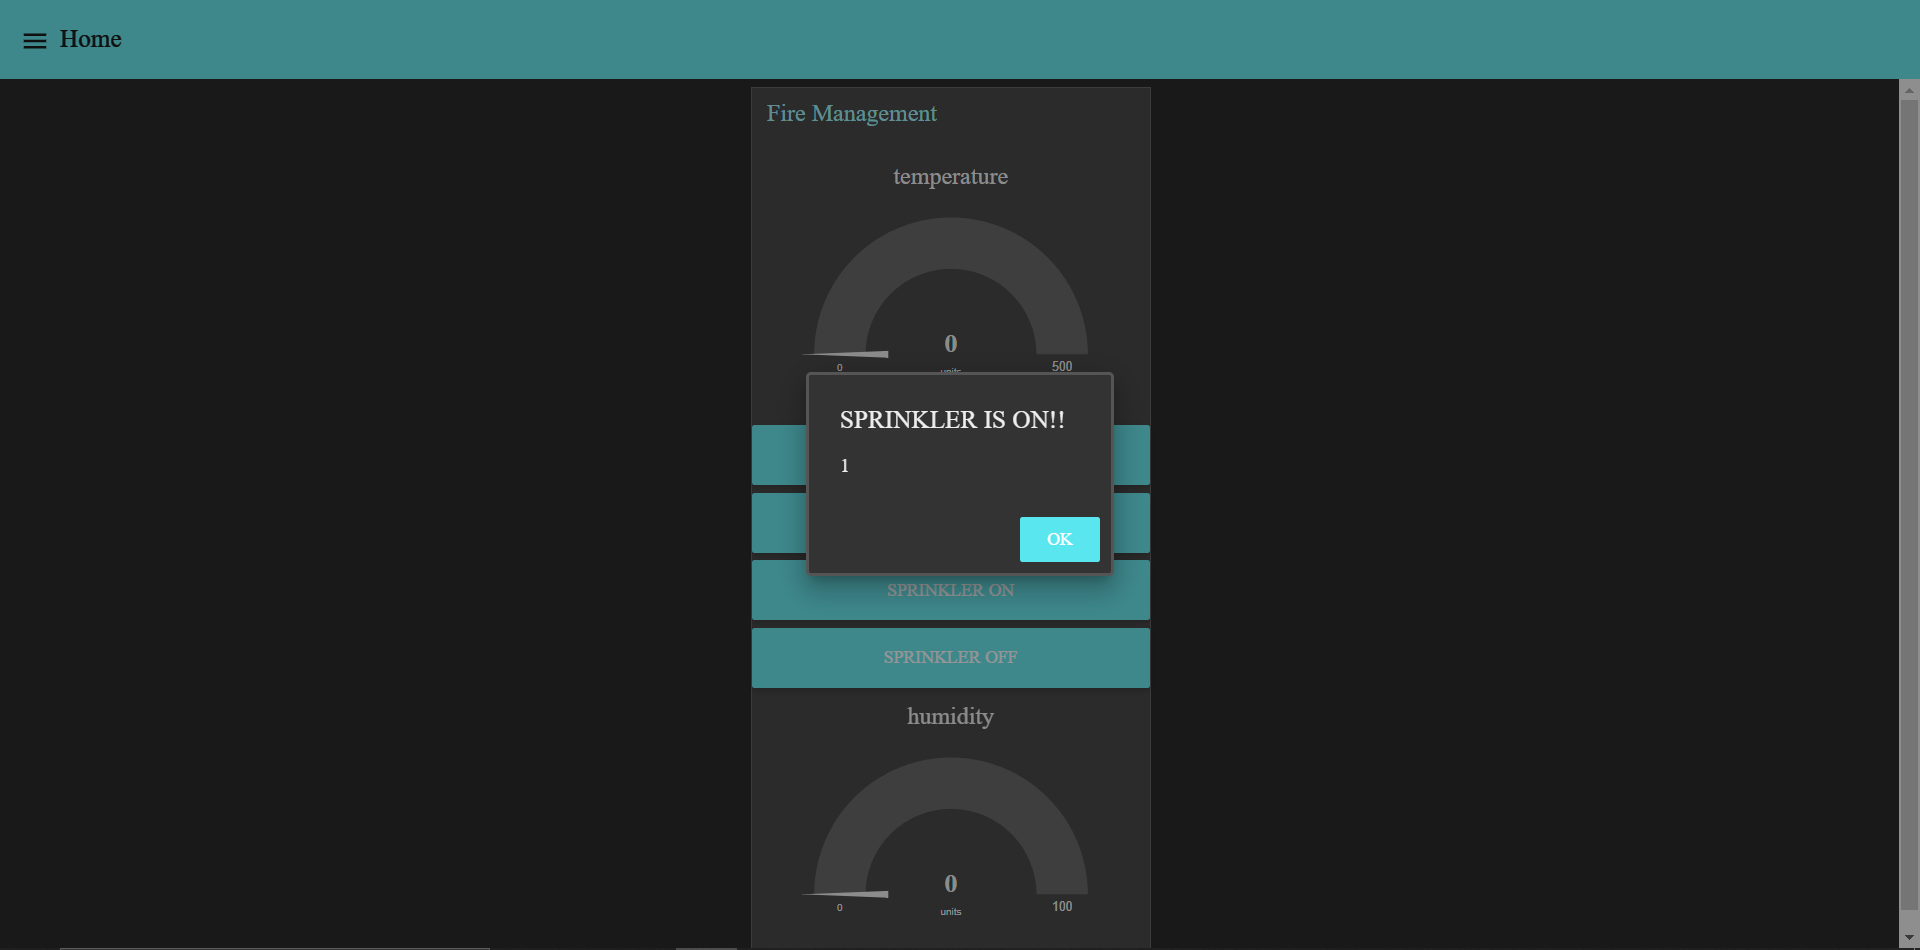 Home
Fire Management
temperature
0
0
units
500
SPRINKLER IS ON!!
1
OK
SPRINKLER ON
SPRINKLER OFF
humidity
0
0
units
100